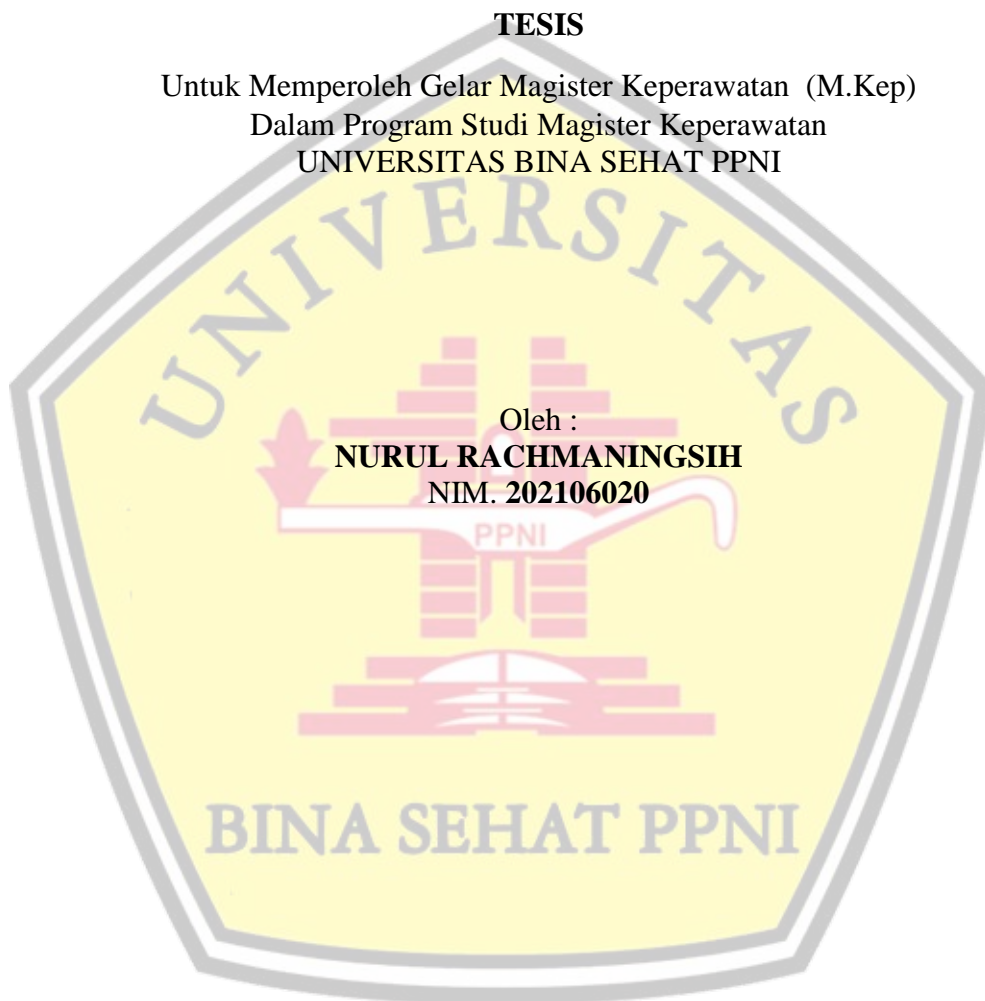 TESIS
Untuk Memperoleh Gelar Magister Keperawatan (M.Kep)
Dalam Program Studi Magister Keperawatan
UNIVERSITAS BINA SEHAT PPNI
UNIVERSITAS
Oleh :
NURUL RACHMANINGSIH
NIM. 202106020
PPNI
BINA SEHAT PPNI